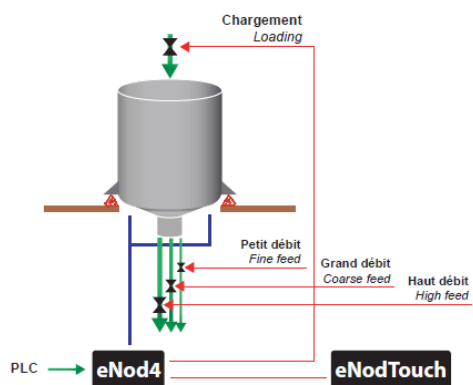 Chargement
Loading
Petit débit
Fine feed
Grand débit
Coarse feed
Haut débit
High feed
PLC
eNod4
eNodTouch